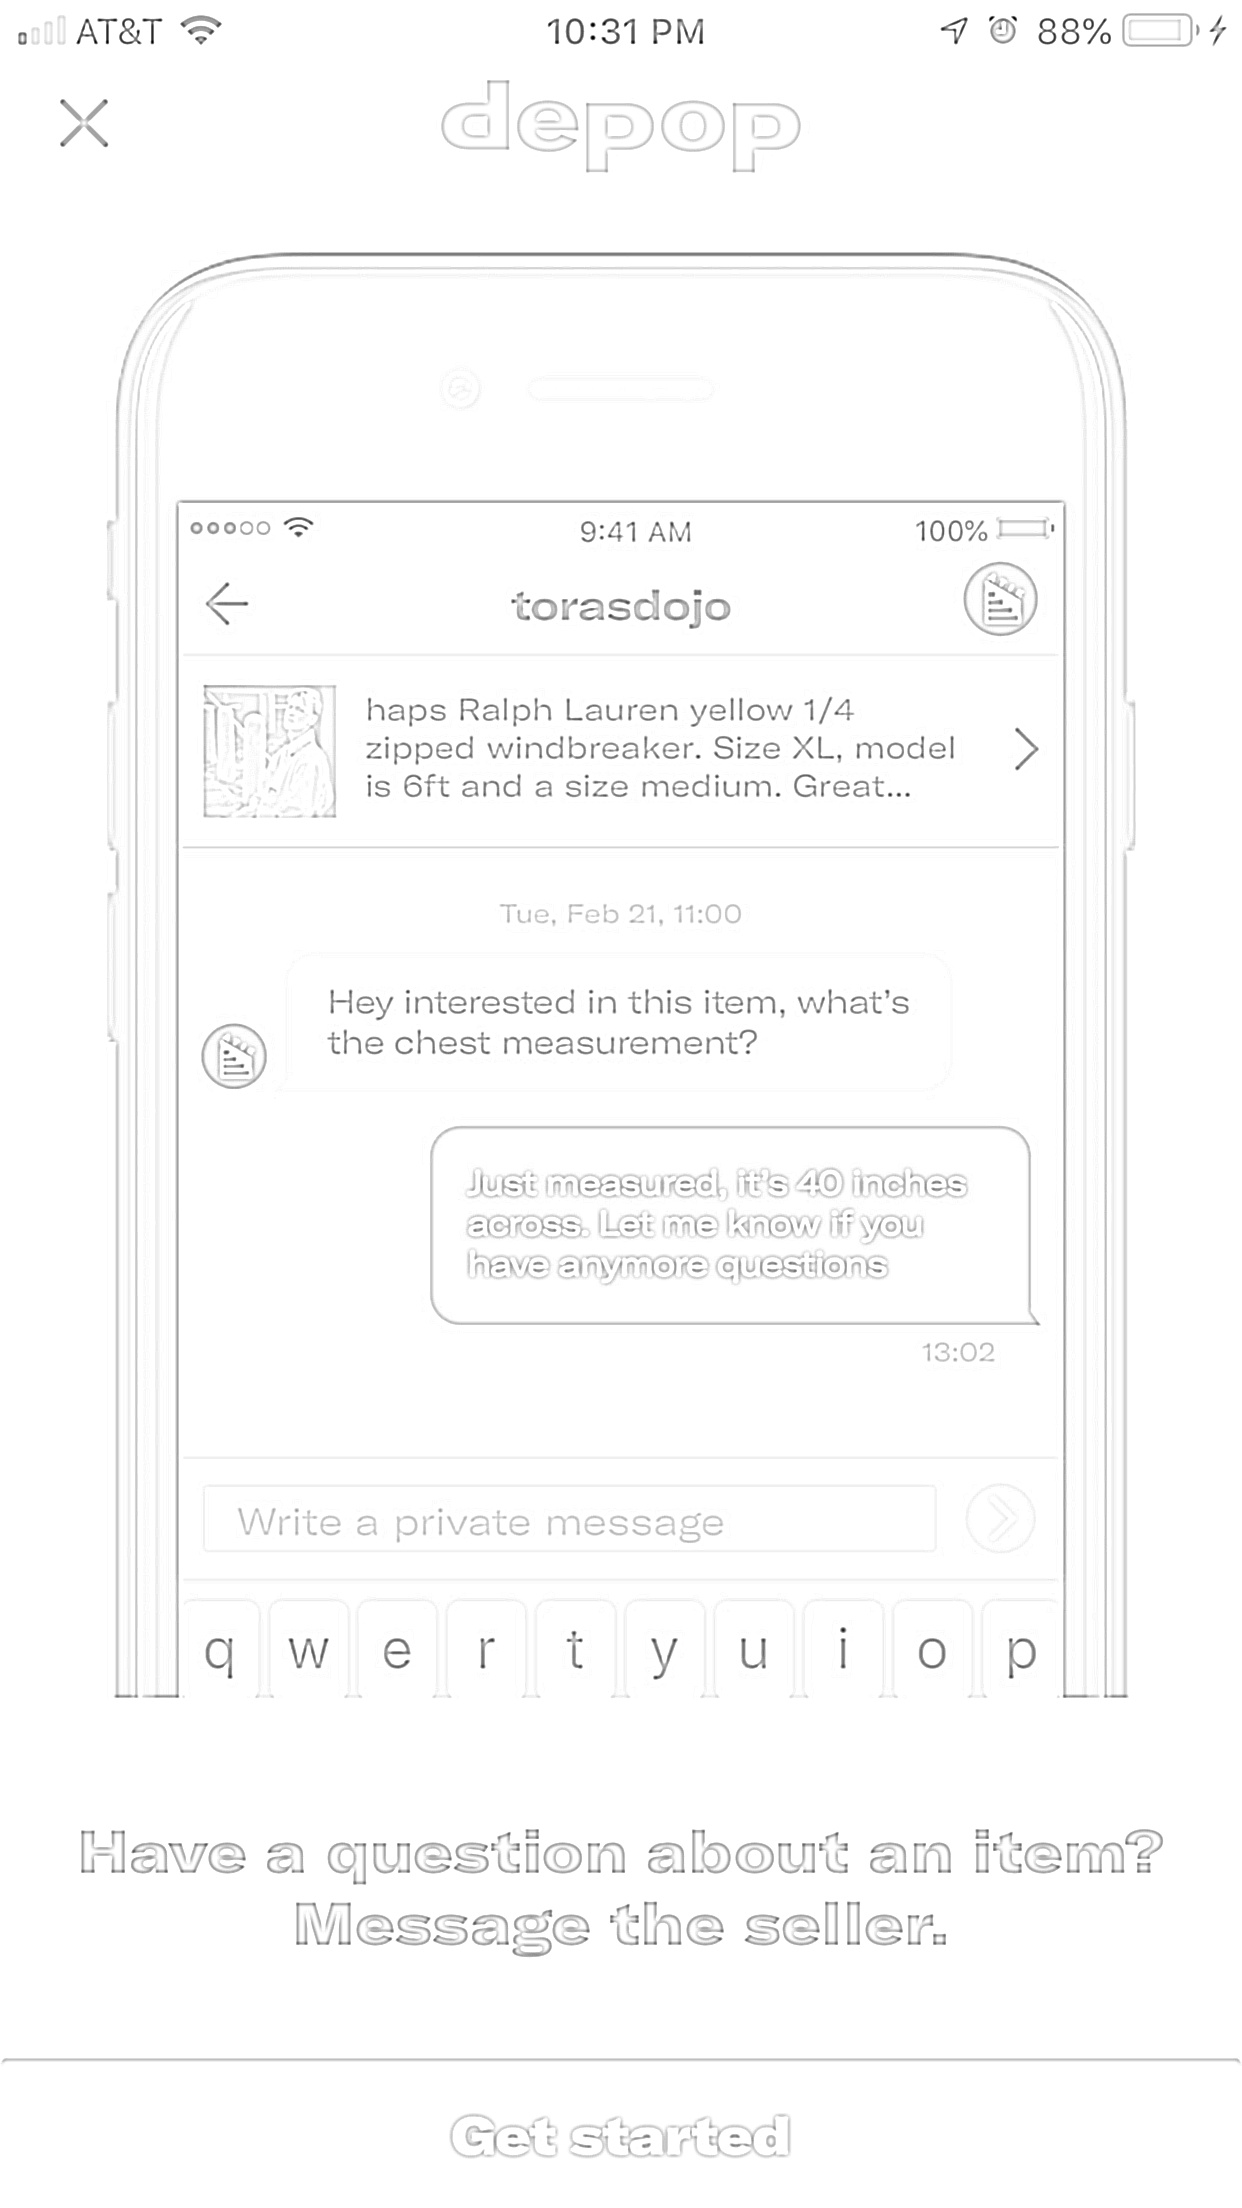 AT&T 10:31 PM 88%
depop
9:41 AM 100%
torasdojo
haps Ralph Lauren yellow 1/4
zipped windbreaker. Size XL, model
is 6ft and a size medium. Great...
Tue, Feb 21, 11:00
Hey interested in this item, what's
the chest measurement?
Just measured, it's 40 inches
across. Let me know if you
have anymore questions
13:02
Write a private message
q w e r t y u i o p
Have a question about an item?
Message the seller.
Get started